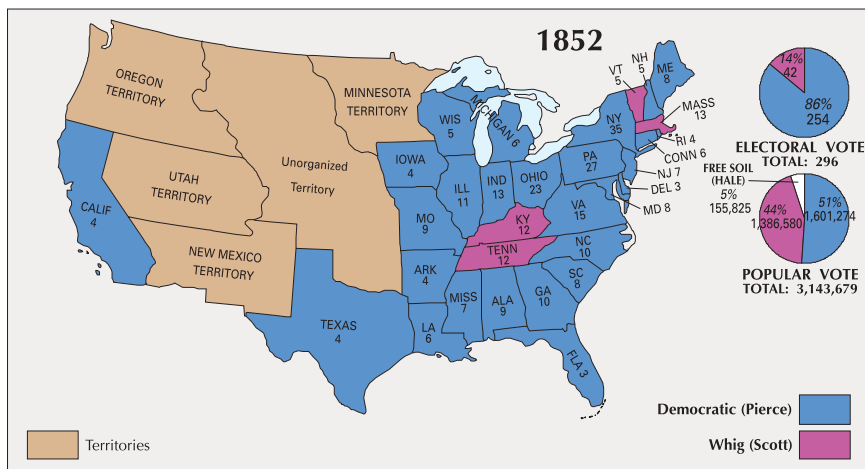 1852
OREGON
TERRITORY
MINNESOTA
TERRITORY
Unorganized
Territory
UTAH
TERRITORY
NEW MEXICO
TERRITORY
CALIF
4
TEXAS
4
IOWA
4
MO
9
ARK
4
LA
6
WIS
5
MICHIGAN 6
ILL
11
IND
13
OHIO
23
KY
12
TENN
12
MISS
7
ALA
9
GA
10
FLA 3
SC
8
NC
10
VA
15
PA
27
NY
35
VT
5
NH
5
ME
8
MASS
13
RI 4
CONN 6
NJ 7
DEL 3
MD 8
14%
42
86%
254
ELECTORAL VOTE
TOTAL: 296
FREE SOIL
(HALE)
5%
155,825
44%
1,386,580
51%
1,601,274
POPULAR VOTE
TOTAL: 3,143,679
Democratic (Pierce)
Whig (Scott)
Territories